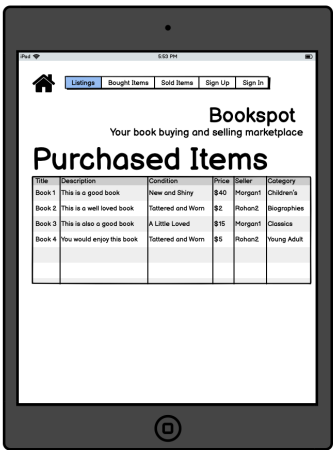 iPad 5:53 PM
Listings Bought Items Sold Items Sign Up Sign In
Bookspot
Your book buying and selling marketplace
Purchased Items
Title Description Condition Price Seller Category
Book 1 This is a good book New and Shiny $40 Morgan1 Children's
Book 2 This is a well loved book Tattered and Worn $2 Rohan2 Biographies
Book 3 This is also a good book A Little Loved $15 Morgan1 Classics
Book 4 You would enjoy this book Tattered and Worn $5 Rohan2 Young Adult